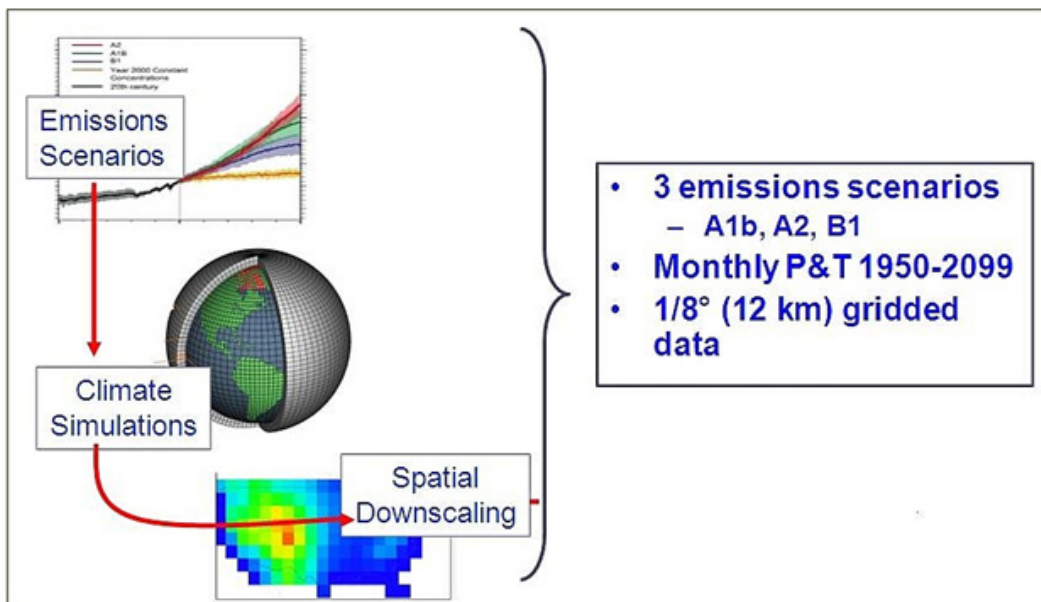 A2
A1B
B1
Year 2000 Constant
Concentrations
20th century
Emissions
Scenarios
Climate
Simulations
Spatial
Downscaling
• 3 emissions scenarios
– A1b, A2, B1
• Monthly P&T 1950-2099
• 1/8° (12 km) gridded
data